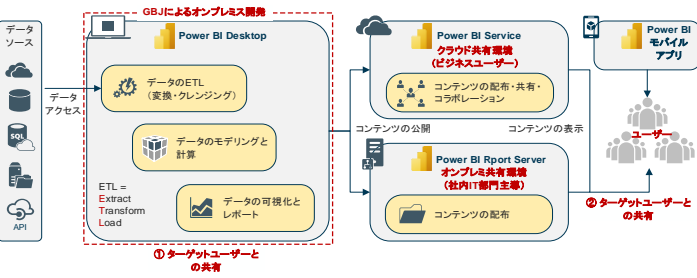 データ
ソース
SQL
API
データ
アクセス
GBJによるオンプレミス開発
Power BI Desktop
データのETL
（変換・クレンジング）
データのモデリングと
計算
データの可視化と
レポート
ETL =
Extract
Transform
Load
① ターゲットユーザーと
の共有
コンテンツの公開
Power BI Service
クラウド共有環境
（ビジネスユーザー）
コンテンツの配布・共有・
コラボレーション
Power BI Rport Server
オンプレミ共有環境
（社内IT部門主導）
コンテンツの配布
コンテンツの表示
Power BI
モバイル
アプリ
ユーザー
② ターゲットユーザーと
の共有